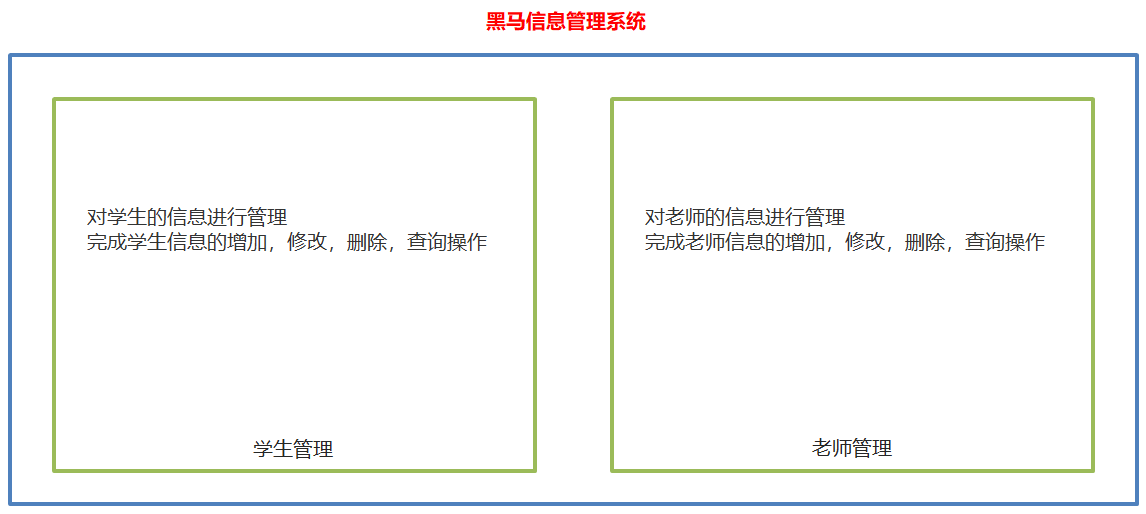 黑马信息管理系统
对学生的信息进行管理
完成学生信息的增加，修改，删除，查询操作
学生管理
对老师的信息进行管理
完成老师信息的增加，修改，删除，查询操作
老师管理